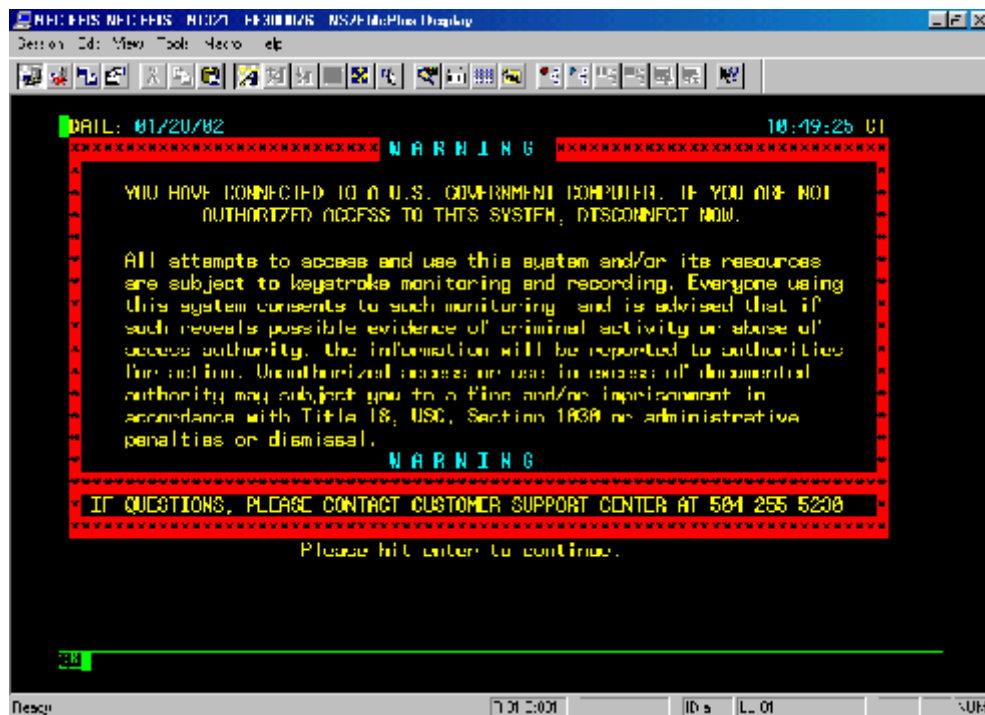 Tools
DATE: 01/28/02 10:49:25 CT
W A R N I N G
YOU HAVE CONNECTED TO A U.S. GOVERNMENT COMPUTER. IF YOU ARE NOT
AUTHORIZED ACCESS TO THIS SYSTEM, DISCONNECT NOW.
All attempts to access and use this system and/or its resources
are subject to keystroke monitoring and recording. Everyone using
this system consents to such monitoring and is advised that if
such reveals possible evidence of criminal activity or abuse of
access authority, the information will be reported to authorities
for action. Unauthorized access or use in excess of documented
authority may subject you to a fine and/or imprisonment in
accordance with Title 18, USC, Section 1030 or administrative
penalties or dismissal.
W A R N I N G
IF QUESTIONS, PLEASE CONTACT CUSTOMER SUPPORT CENTER AT 504 255 5230
Please hit enter to continue.
Ready